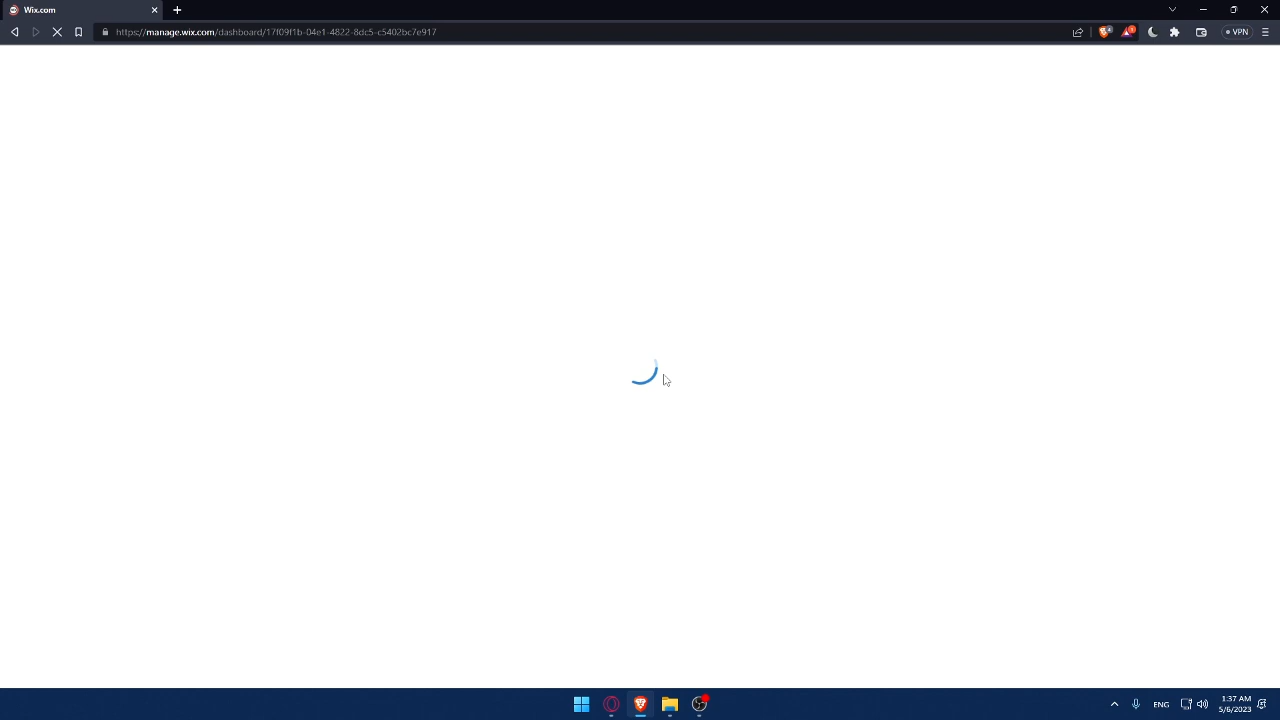 Wix.com
https://manage.wix.com/dashboard/17f09f1b-04e1-4822-8dc5-c5402bc7e917
VPN
ENG
1:37 AM
5/6/2023